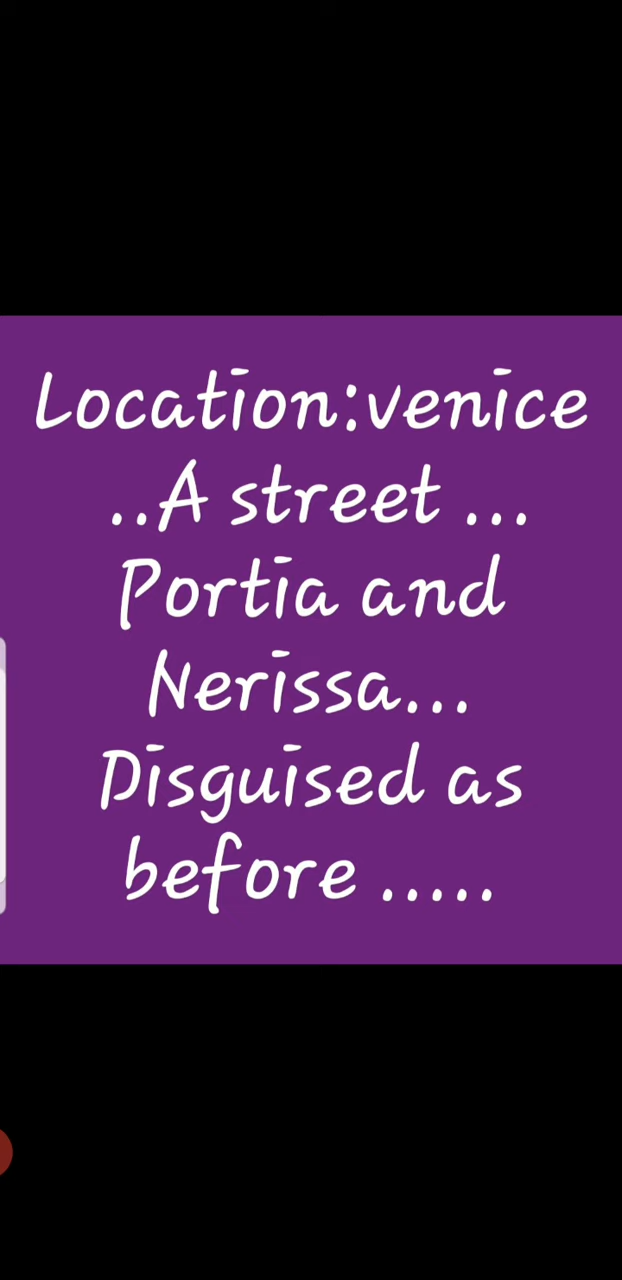 Location:venice
..A street ...
Portia and
Nerissa...
Disguised as
before .....